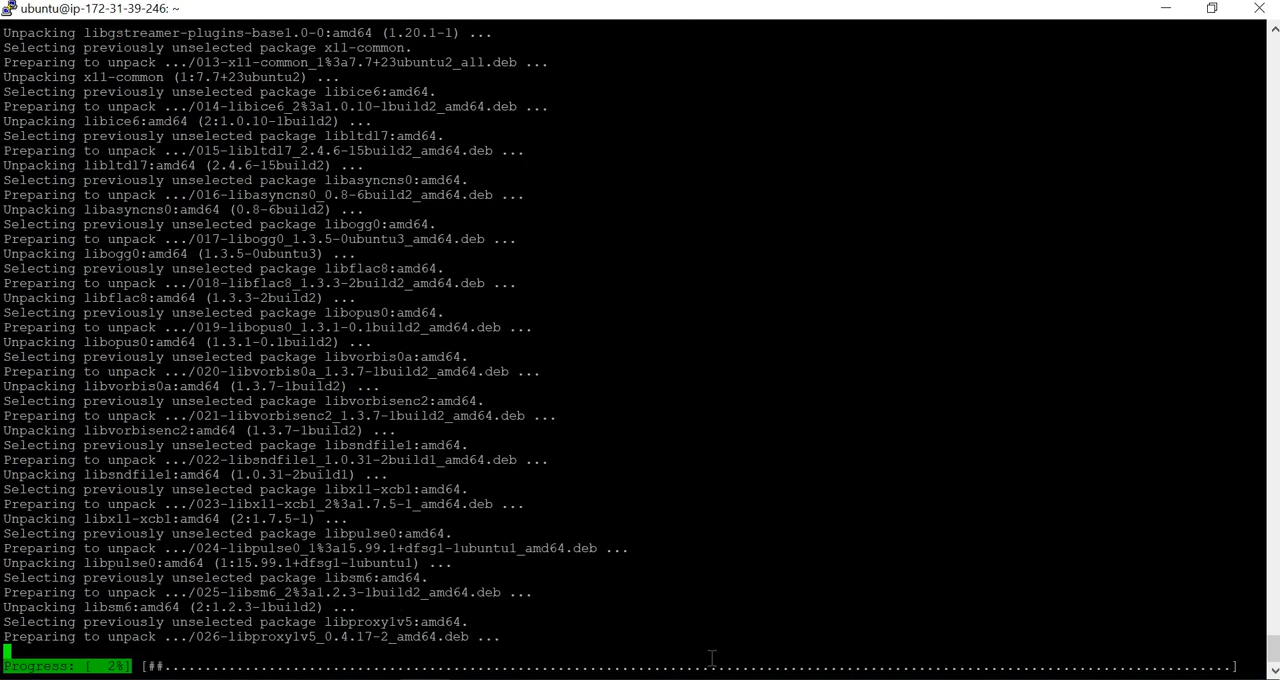 ubuntu@ip-172-31-39-246: ~
Unpacking libgstreamer-plugins-base1.0-0:amd64 (1.20.1-1) ...
Selecting previously unselected package x11-common.
Preparing to unpack .../013-x11-common_1%3a7.7+23ubuntu2_all.deb ...
Unpacking x11-common (1:7.7+23ubuntu2) ...
Selecting previously unselected package libice6:amd64.
Preparing to unpack .../014-libice6_2%3a1.0.10-1build2_amd64.deb ...
Unpacking libice6:amd64 (2:1.0.10-1build2) ...
Selecting previously unselected package libltdl7:amd64.
Preparing to unpack .../015-libltdl7_2.4.6-15build2_amd64.deb ...
Unpacking libltdl7:amd64 (2.4.6-15build2) ...
Selecting previously unselected package libasyncns0:amd64.
Preparing to unpack .../016-libasyncns0_0.8-6build2_amd64.deb ...
Unpacking libasyncns0:amd64 (0.8-6build2) ...
Selecting previously unselected package libogg0:amd64.
Preparing to unpack .../017-libogg0_1.3.5-0ubuntu3_amd64.deb ...
Unpacking libogg0:amd64 (1.3.5-0ubuntu3) ...
Selecting previously unselected package libflac8:amd64.
Preparing to unpack .../018-libflac8_1.3.3-2build2_amd64.deb ...
Unpacking libflac8:amd64 (1.3.3-2build2) ...
Selecting previously unselected package libopus0:amd64.
Preparing to unpack .../019-libopus0_1.3.1-0.1build2_amd64.deb ...
Unpacking libopus0:amd64 (1.3.1-0.1build2) ...
Selecting previously unselected package libvorbis0a:amd64.
Preparing to unpack .../020-libvorbis0a_1.3.7-1build2_amd64.deb ...
Unpacking libvorbis0a:amd64 (1.3.7-1build2) ...
Selecting previously unselected package libvorbisenc2:amd64.
Preparing to unpack .../021-libvorbisenc2_1.3.7-1build2_amd64.deb ...
Unpacking libvorbisenc2:amd64 (1.3.7-1build2) ...
Selecting previously unselected package libsndfile1:amd64.
Preparing to unpack .../022-libsndfile1_1.0.31-2build1_amd64.deb ...
Unpacking libsndfile1:amd64 (1.0.31-2build1) ...
Selecting previously unselected package libx11-xcb1:amd64.
Preparing to unpack .../023-libx11-xcb1_2%3a1.7.5-1_amd64.deb ...
Unpacking libx11-xcb1:amd64 (2:1.7.5-1) ...
Selecting previously unselected package libpulse0:amd64.
Preparing to unpack .../024-libpulse0_1%3a15.99.1+dfsg1-1ubuntu1_amd64.deb ...
Unpacking libpulse0:amd64 (1:15.99.1+dfsg1-1ubuntu1) ...
Selecting previously unselected package libsm6:amd64.
Preparing to unpack .../025-libsm6_2%3a1.2.3-1build2_amd64.deb ...
Unpacking libsm6:amd64 (2:1.2.3-1build2) ...
Selecting previously unselected package libproxy1v5:amd64.
Preparing to unpack .../026-libproxy1v5_0.4.17-2_amd64.deb ...
Progress: [  2%] [##....................................................................................................................................]